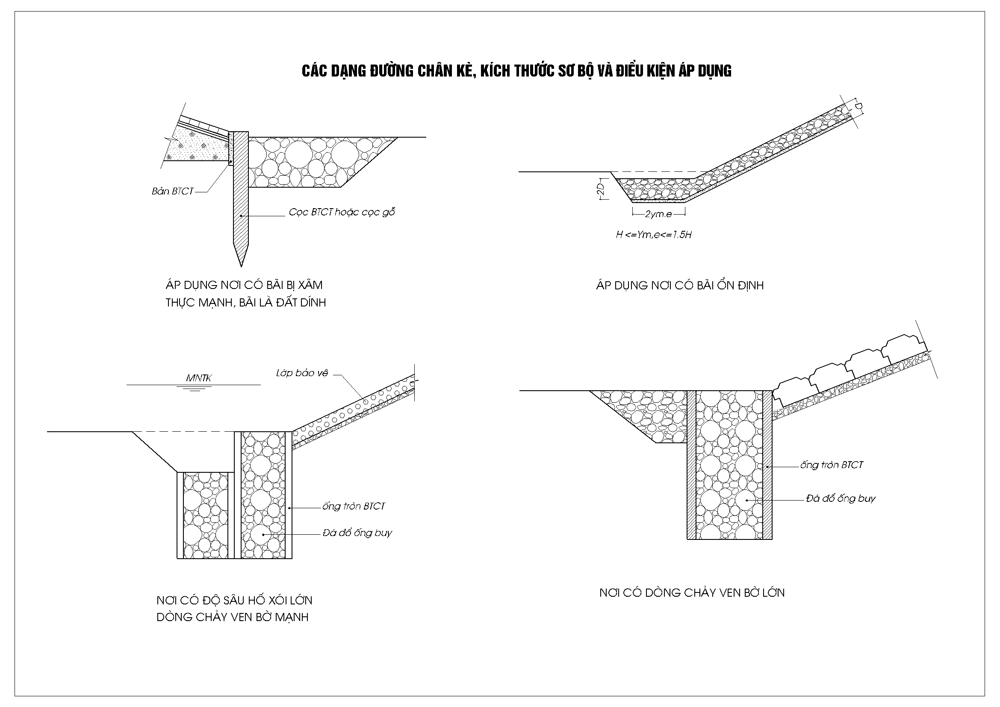 CÁC DẠNG ĐƯỜNG CHÂN KÈ, KÍCH THƯỚC SƠ BỘ VÀ ĐIỀU KIỆN ÁP DỤNG
Bản BTCT
Cọc BTCT hoặc cọc gỗ
ÁP DỤNG NƠI CÓ BÃI BỊ XÂM
THỰC MẠNH, BÃI LÀ ĐẤT DÍNH
D
2D
2ym.e
H <=Ym,e<=1.5H
ÁP DỤNG NƠI CÓ BÃI ỔN ĐỊNH
MNTK
Lớp bảo vệ
ống tròn BTCT
Đá đổ ống buy
NƠI CÓ ĐỘ SÂU HỐ XÓI LỚN
DÒNG CHẢY VEN BỜ MẠNH
ống tròn BTCT
Đá đổ ống buy
NƠI CÓ DÒNG CHẢY VEN BỜ LỚN